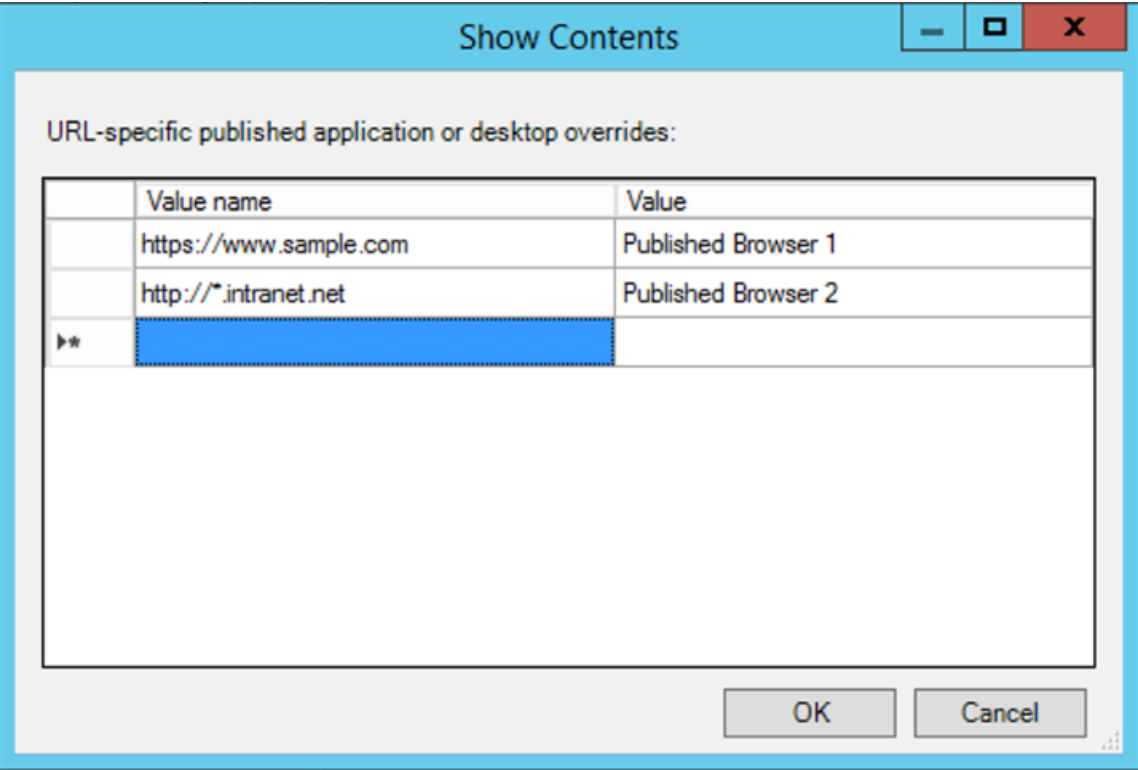 Show Contents
URL-specific published application or desktop overrides:
Value name Value
https://www.sample.com Published Browser 1
http://*.intranet.net Published Browser 2
OK Cancel